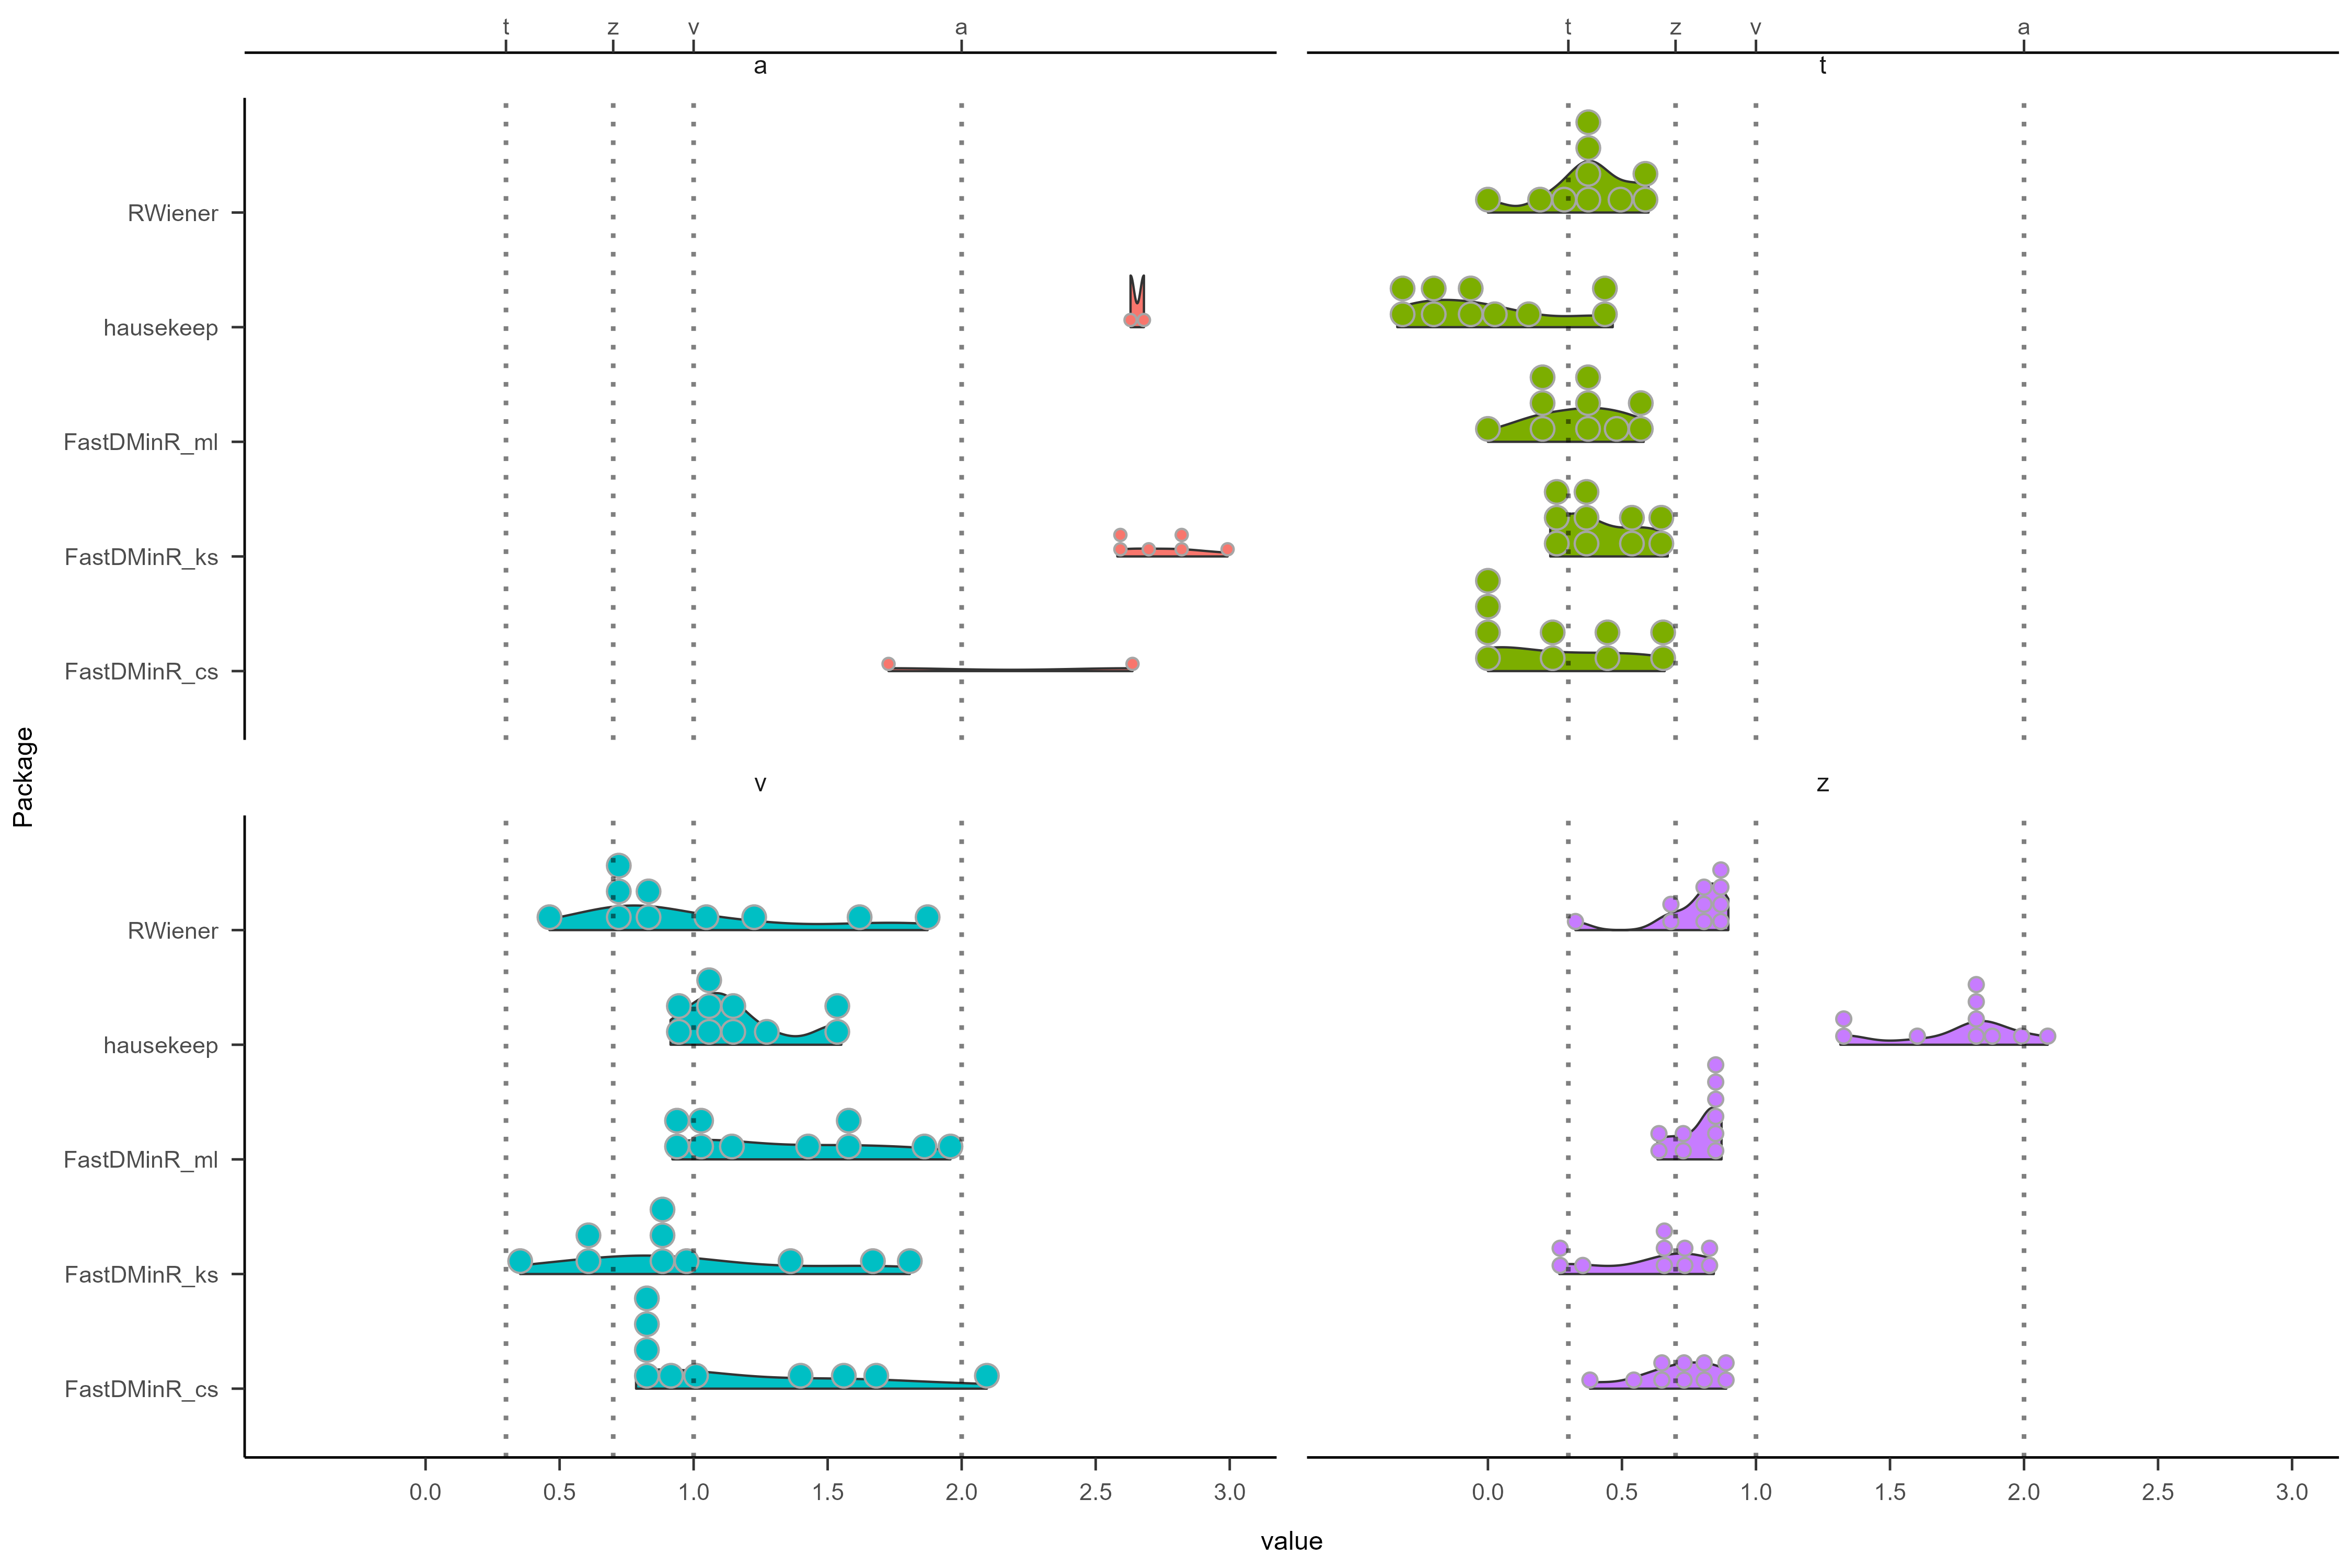 t z v a t z v a
a t
RWiener
hausekeep
FastDMinR_ml
FastDMinR_ks
FastDMinR_cs
Package
v z
RWiener
hausekeep
FastDMinR_ml
FastDMinR_ks
FastDMinR_cs
0.0 0.5 1.0 1.5 2.0 2.5 3.0 0.0 0.5 1.0 1.5 2.0 2.5 3.0
value